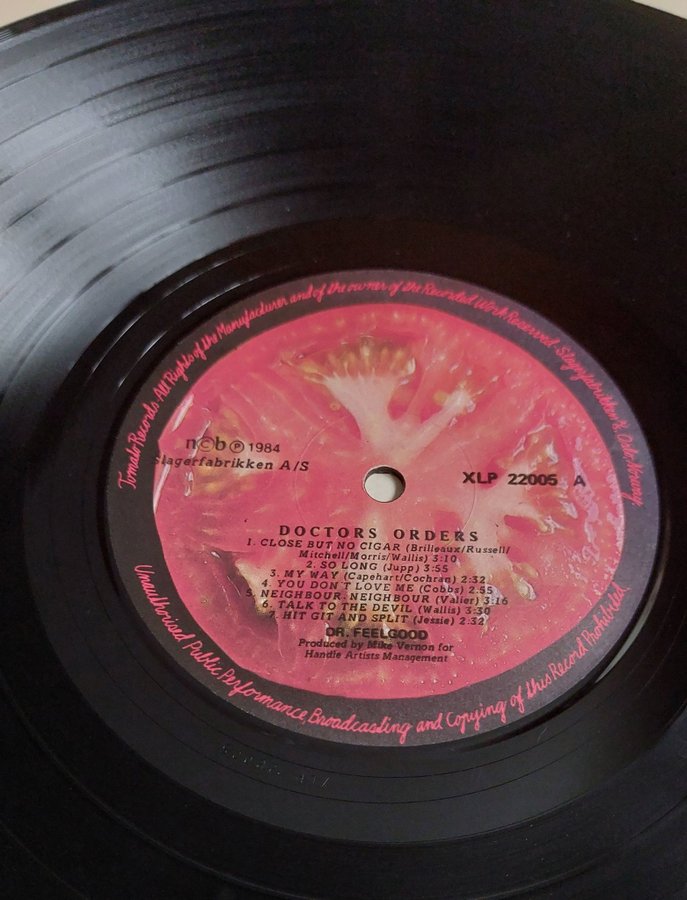 Tomato Records. All Rights of the Manufacturer and of the owner of the Recorded Work Reserved. Slagerfabrikken A/S Oslo. Norway.
ncb Ⓟ 1984
Slagerfabrikken A/S
XLP 22005 A
DOCTORS ORDERS
1. CLOSE BUT NO CIGAR (Brilleaux/Russell/
Mitchell/Morris/Wallis) 3:10
2. SO LONG (Jupp) 3:55
3. MY WAY (Capehart/Cochran) 2:32
4. YOU DON'T LOVE ME (Cobbs) 2:55
5. NEIGHBOUR. NEIGHBOUR (Valier) 3:16
6. TALK TO THE DEVIL (Wallis) 3:30
7. HIT GIT AND SPLIT (Jessie) 2:32
DR. FEELGOOD
Produced by Mike Vernon for
Handle Artists Management
Unauthorised Public Performance, Broadcasting and Copying of this Record Prohibited